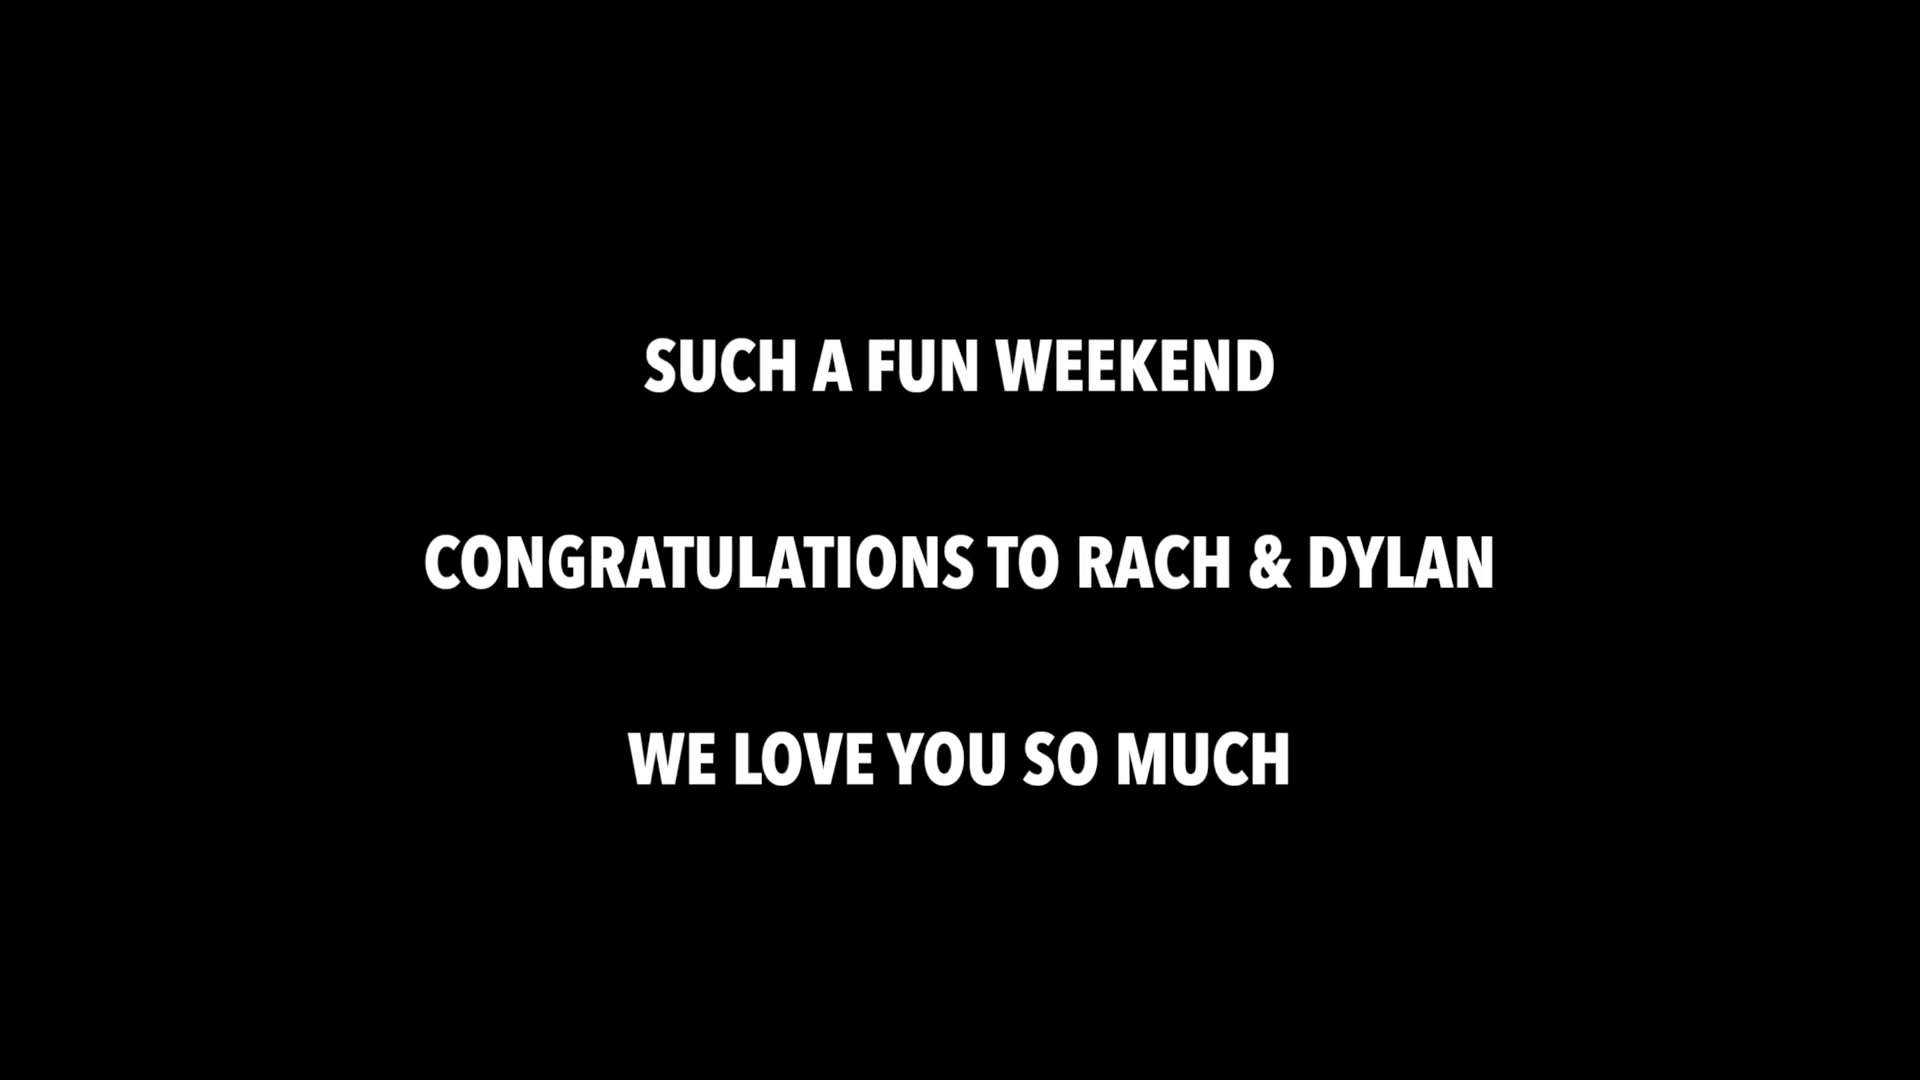 SUCH A FUN WEEKEND
CONGRATULATIONS TO RACH & DYLAN
WE LOVE YOU SO MUCH